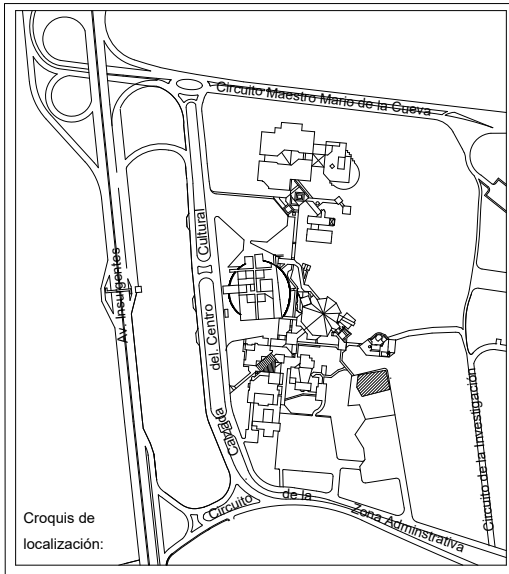 Circuito Maestro Mario de la Cueva
Av. Insurgentes
Calzada del. Centro Cultural
Circuito de la Investigación
Circuito de la Zona Adminstrativa
Croquis de
localización: